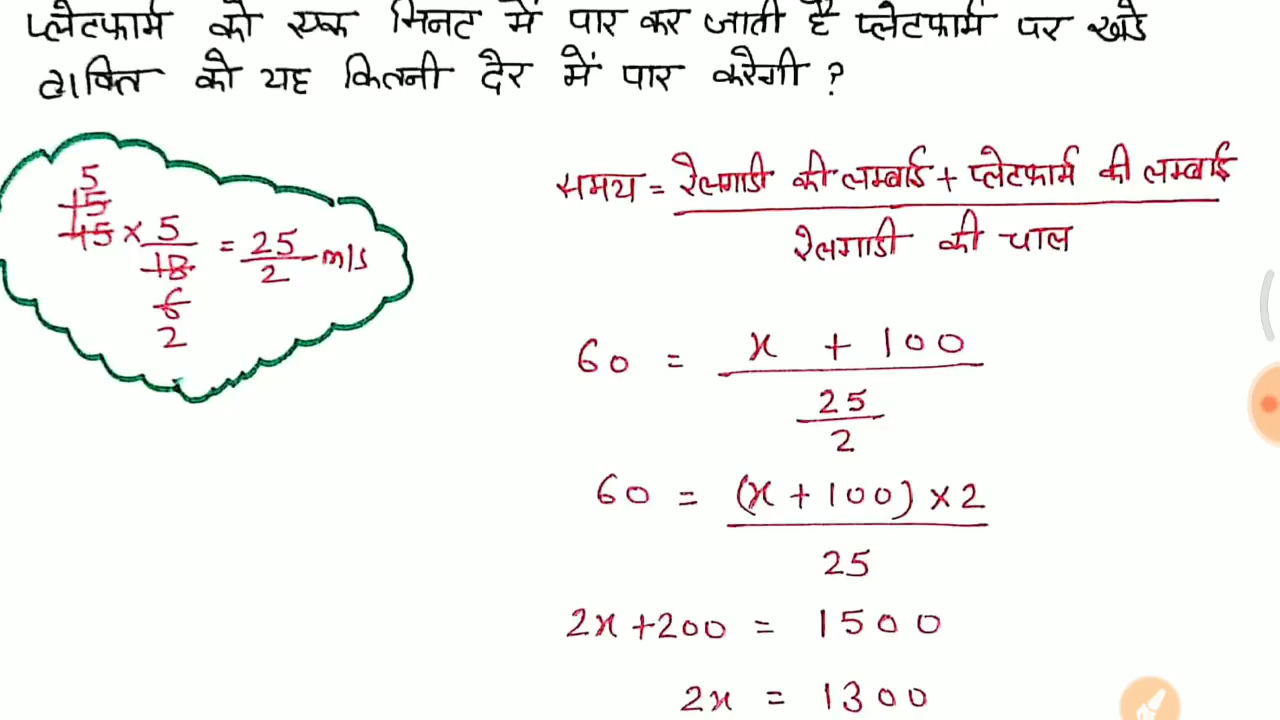 प्लेटफार्म को एक मिनट में पार कर जाती है प्लेटफार्म पर खडे
व्यक्ति को यह कितनी देर में पार करेगी ?
समय = रेलगाडी की लम्बाई + प्लेटफार्म की लम्बाई
रेलगाडी की चाल
5
15
45 × 5/18 = 25/2 m/s
6
2
60 = x + 100
25
2
60 = (x + 100) × 2
25
2x + 200 = 1500
2x = 1300